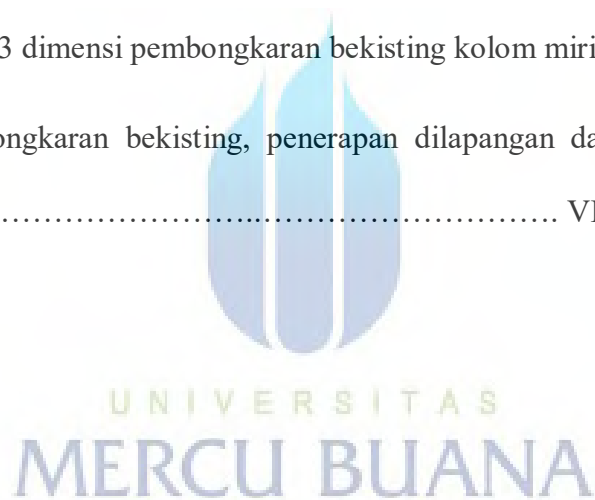 3 dimensi pembongkaran bekisting kolom miri
ongkaran bekisting, penerapan dilapangan da
……………………..…………………………. VI
UNIVERSITAS
MERCU BUANA